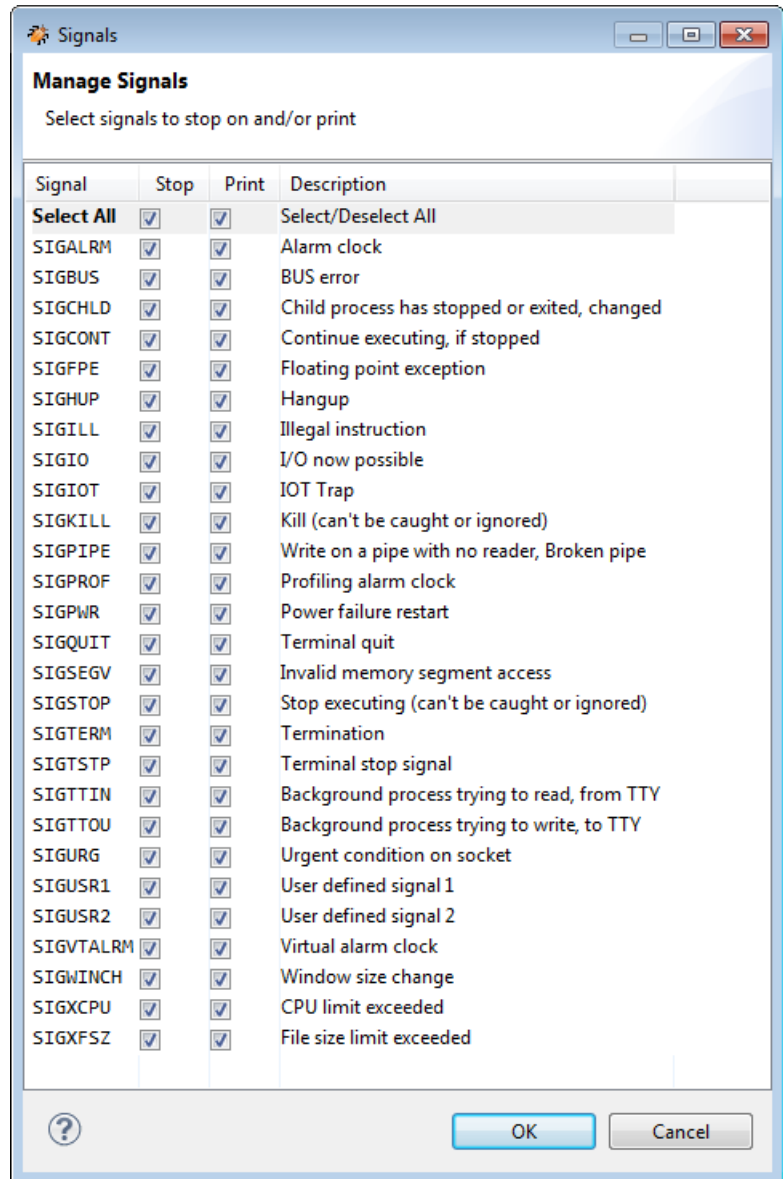 Signals
Manage Signals
Select signals to stop on and/or print
Signal Stop Print Description
Select All Select/Deselect All
SIGALRM Alarm clock
SIGBUS BUS error
SIGCHLD Child process has stopped or exited, changed
SIGCONT Continue executing, if stopped
SIGFPE Floating point exception
SIGHUP Hangup
SIGILL Illegal instruction
SIGIO I/O now possible
SIGIOT IOT Trap
SIGKILL Kill (can't be caught or ignored)
SIGPIPE Write on a pipe with no reader, Broken pipe
SIGPROF Profiling alarm clock
SIGPWR Power failure restart
SIGQUIT Terminal quit
SIGSEGV Invalid memory segment access
SIGSTOP Stop executing (can't be caught or ignored)
SIGTERM Termination
SIGTSTP Terminal stop signal
SIGTTIN Background process trying to read, from TTY
SIGTTOU Background process trying to write, to TTY
SIGURG Urgent condition on socket
SIGUSR1 User defined signal 1
SIGUSR2 User defined signal 2
SIGVTALRM Virtual alarm clock
SIGWINCH Window size change
SIGXCPU CPU limit exceeded
SIGXFSZ File size limit exceeded
? OK Cancel